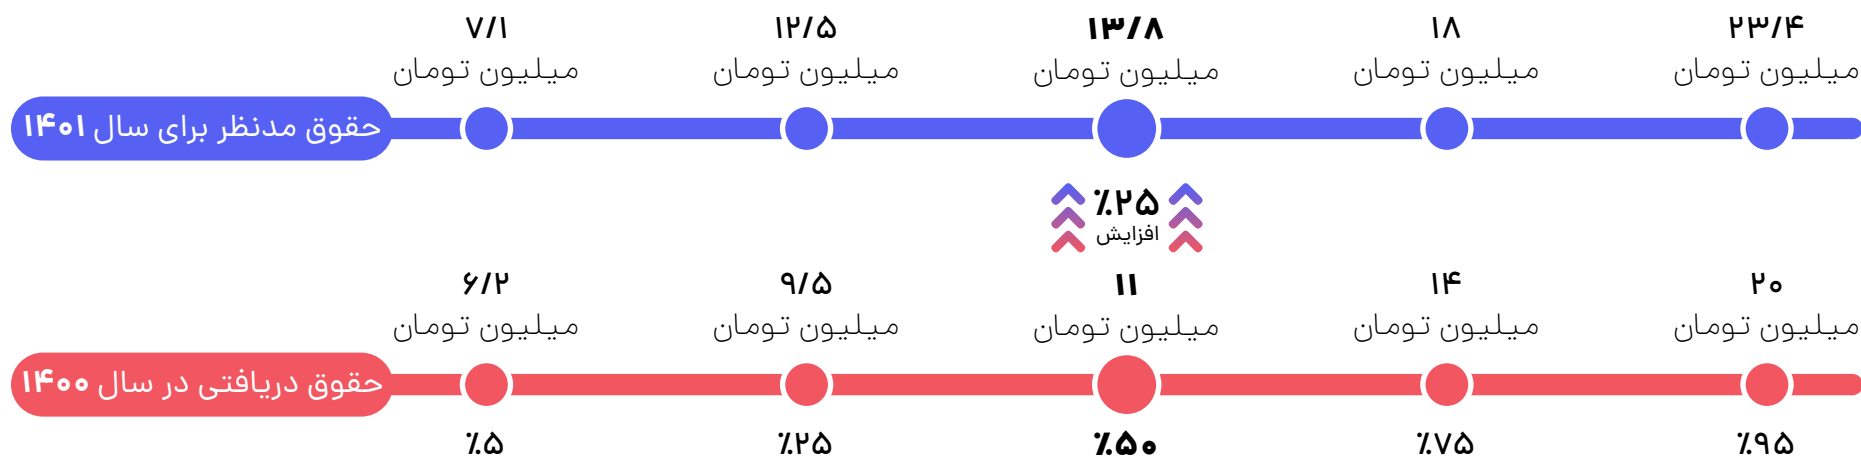 ۷/۱ ۱۲/۵ ۱۳/۸ ۱۸ ۲۳/۴
میلیون تومان میلیون تومان میلیون تومان میلیون تومان میلیون تومان
حقوق مدنظر برای سال ۱۴۰۱
٪۲۵
افزایش
۶/۲ ۹/۵ ۱۱ ۱۴ ۲۰
میلیون تومان میلیون تومان میلیون تومان میلیون تومان میلیون تومان
حقوق دریافتی در سال ۱۴۰۰
٪۵ ٪۲۵ ٪۵۰ ٪۷۵ ٪۹۵